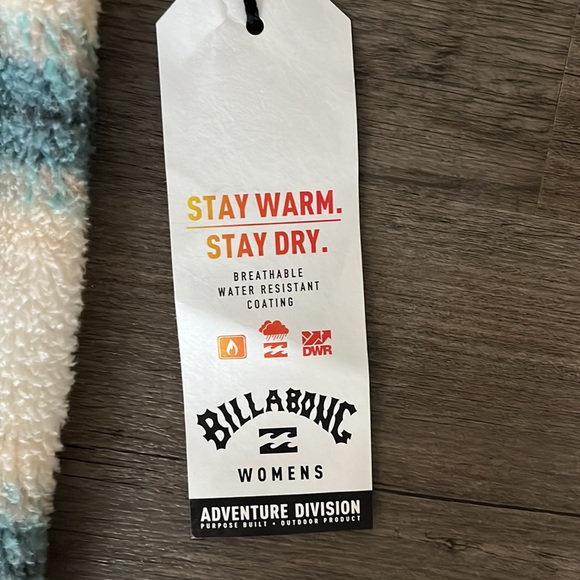 STAY WARM.
STAY DRY.
BREATHABLE
WATER RESISTANT
COATING
DWR
BILLABONG
WOMENS
ADVENTURE DIVISION
PURPOSE BUILT • OUTDOOR PRODUCT